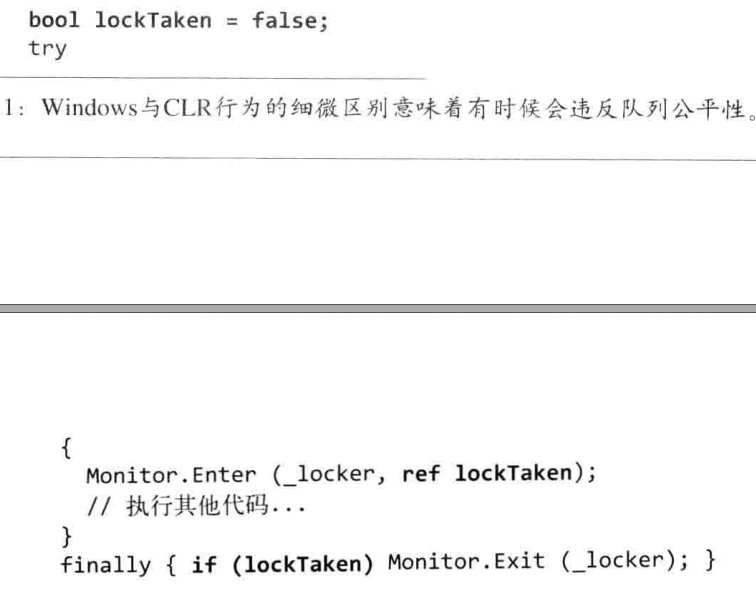 bool lockTaken = false;
try
1: Windows与CLR行为的细微区别意味着有时候会违反队列公平性。
{
Monitor.Enter (_locker, ref lockTaken);
// 执行其他代码...
}
finally { if (lockTaken) Monitor.Exit (_locker); }